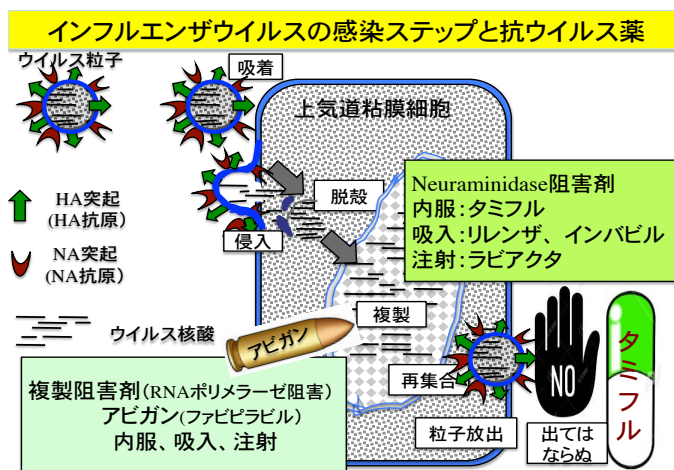 インフルエンザウイルスの感染ステップと抗ウイルス薬
ウイルス粒子
吸着
上気道粘膜細胞
HA突起
(HA抗原)
NA突起
(NA抗原)
ウイルス核酸
脱殻
侵入
Neuraminidase阻害剤
内服：タミフル
吸入：リレンザ、 インバビル
注射：ラビアクタ
複製
アビガン
複製阻害剤(RNAポリメラーゼ阻害)
アビガン(ファビピラビル)
内服、吸入、注射
再集合
粒子放出
NO
出ては
ならぬ
タミフル